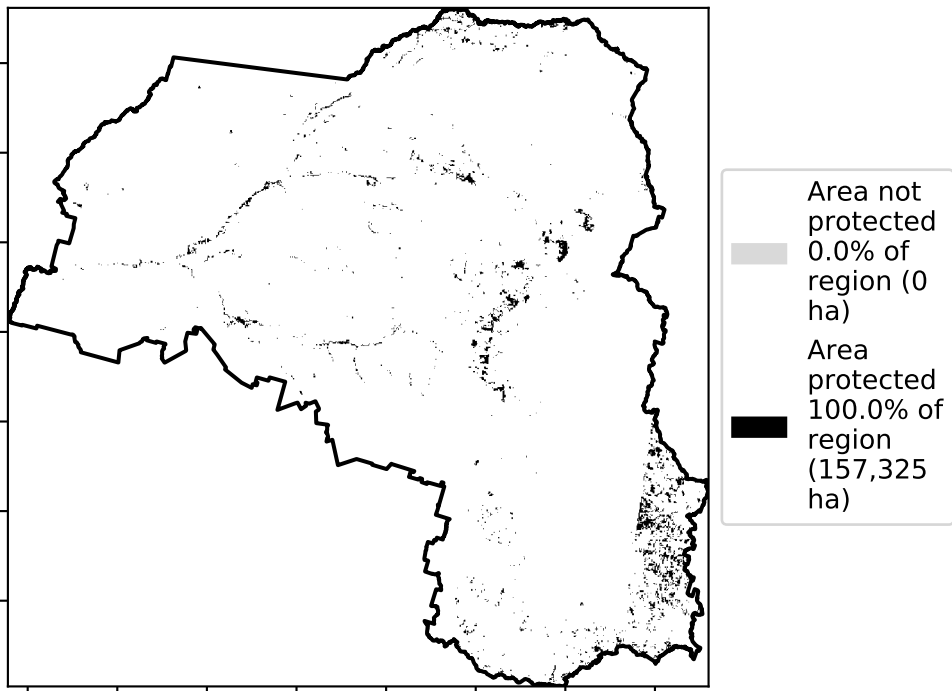 Area not
protected
0.0% of
region (0
ha)
Area
protected
100.0% of
region
(157,325
ha)